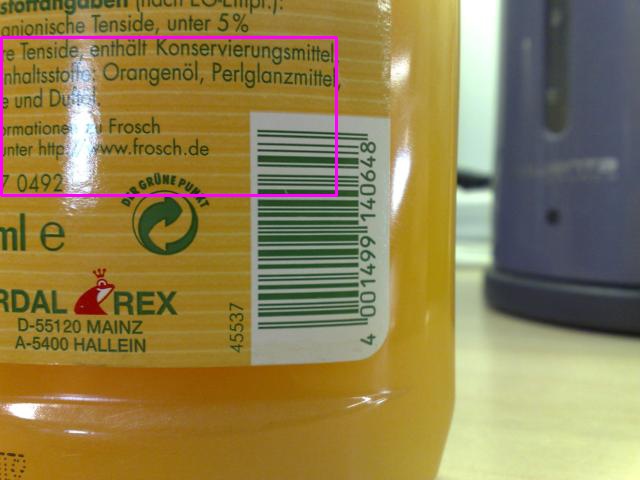 stoffangaben (nach EG-Empf.):
anionische Tenside, unter 5%
re Tenside, enthält Konservierungsmittel,
nhaltsstoffe: Orangenöl, Perlglanzmittel,
e und Duftöl.
ormationen zu Frosch
unter http://www.frosch.de
7 0492
DER GRÜNE PUNKT
ml e
RDAL REX
D-55120 MAINZ
A-5400 HALLEIN
45537
4 001499 140648